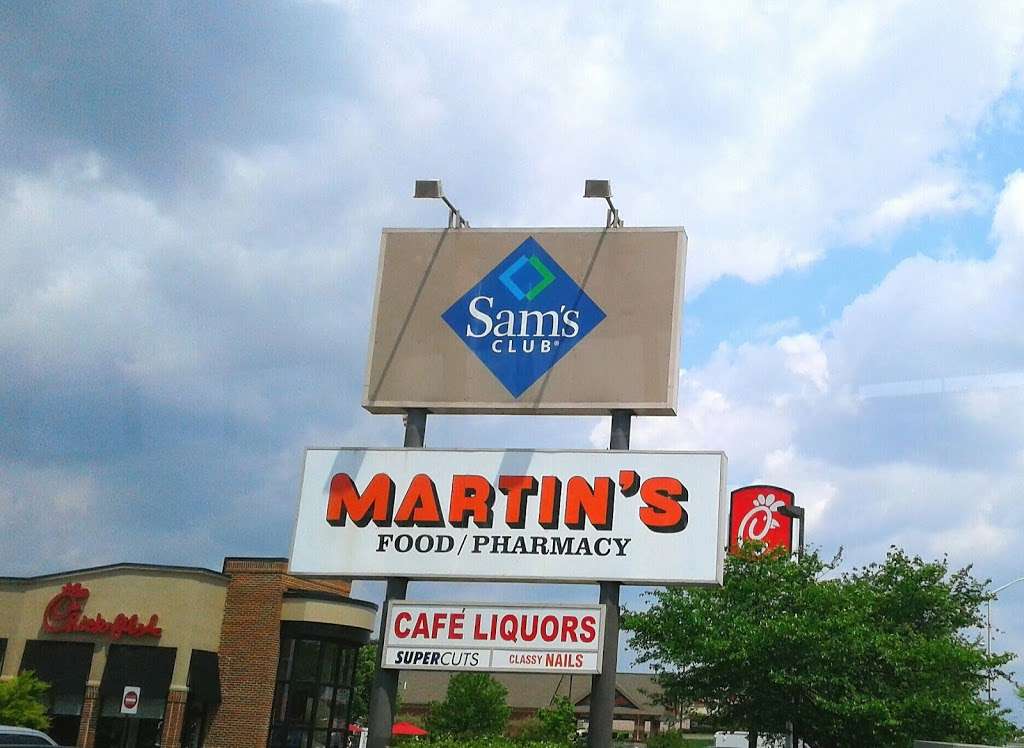 Sam's
CLUB®
MARTIN'S
FOOD/PHARMACY
CAFÉ LIQUORS
SUPERCUTS
CLASSY NAILS
Chick-fil-A